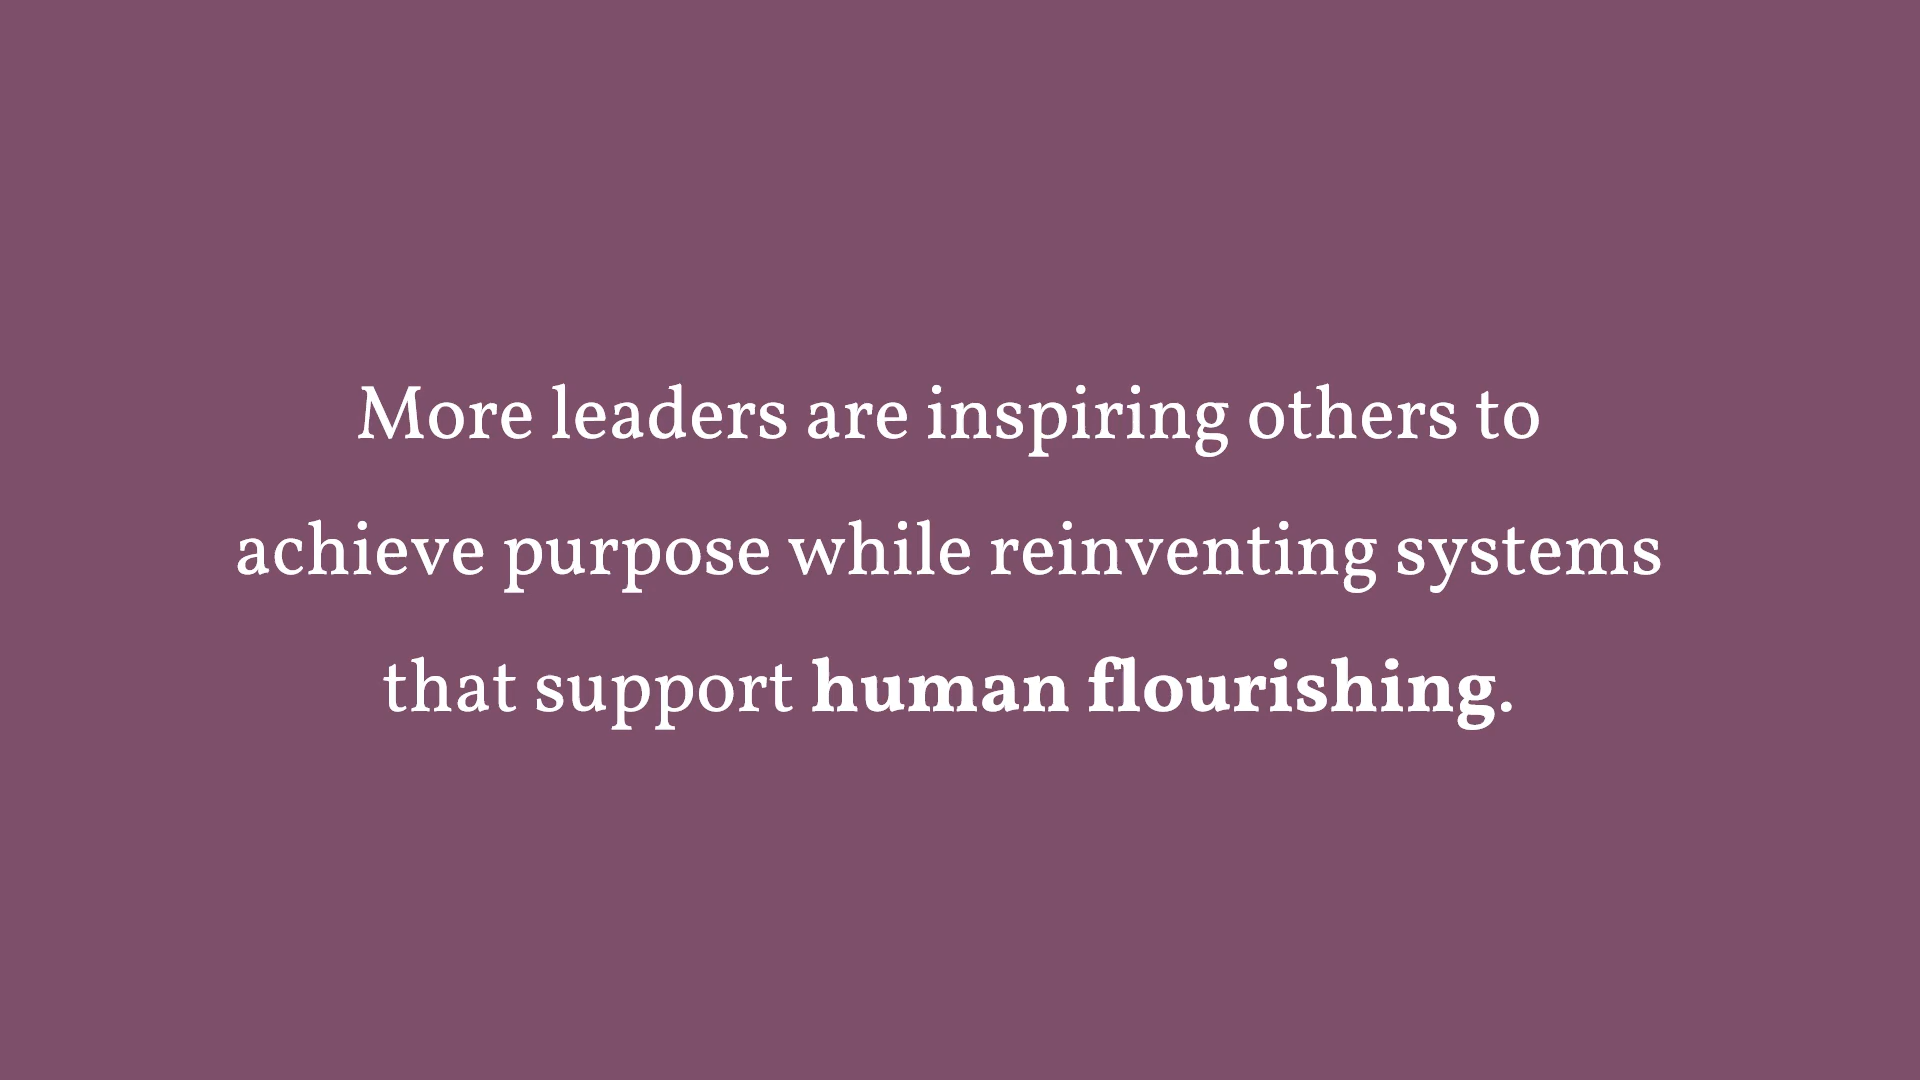 More leaders are inspiring others to
achieve purpose while reinventing systems
that support human flourishing.